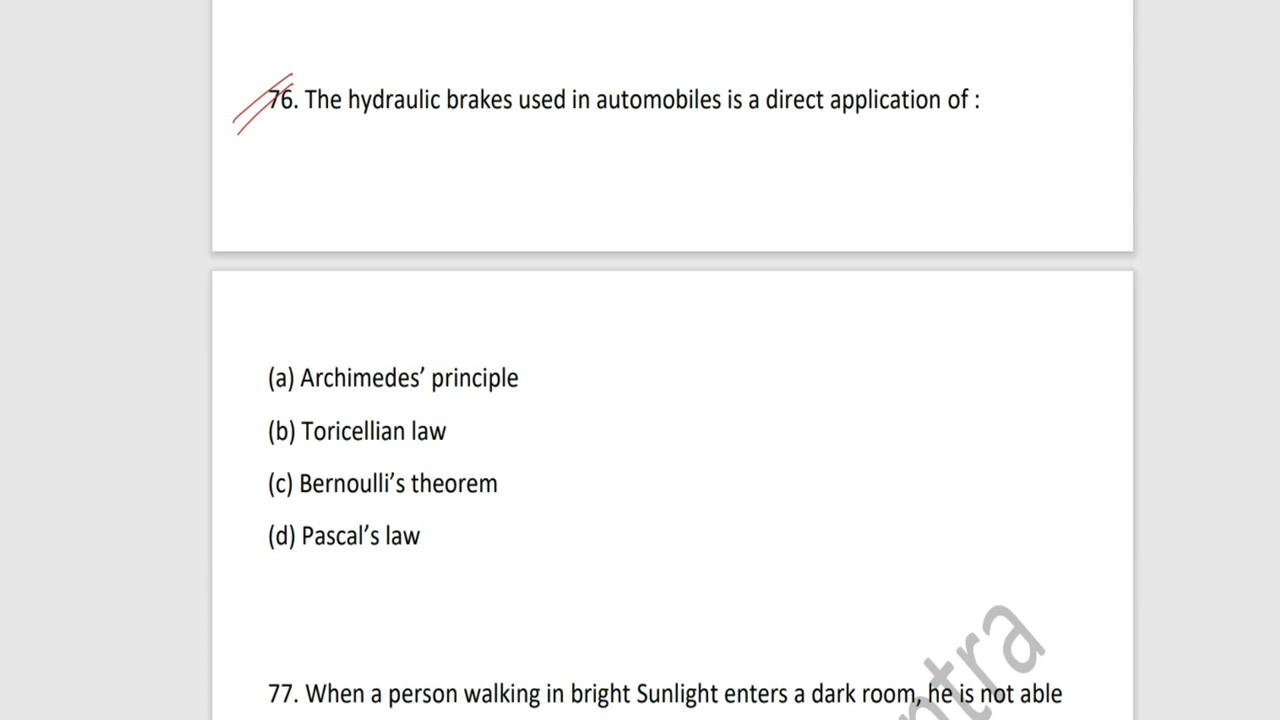 76. The hydraulic brakes used in automobiles is a direct application of :
(a) Archimedes’ principle
(b) Toricellian law
(c) Bernoulli’s theorem
(d) Pascal’s law
77. When a person walking in bright Sunlight enters a dark room, he is not able